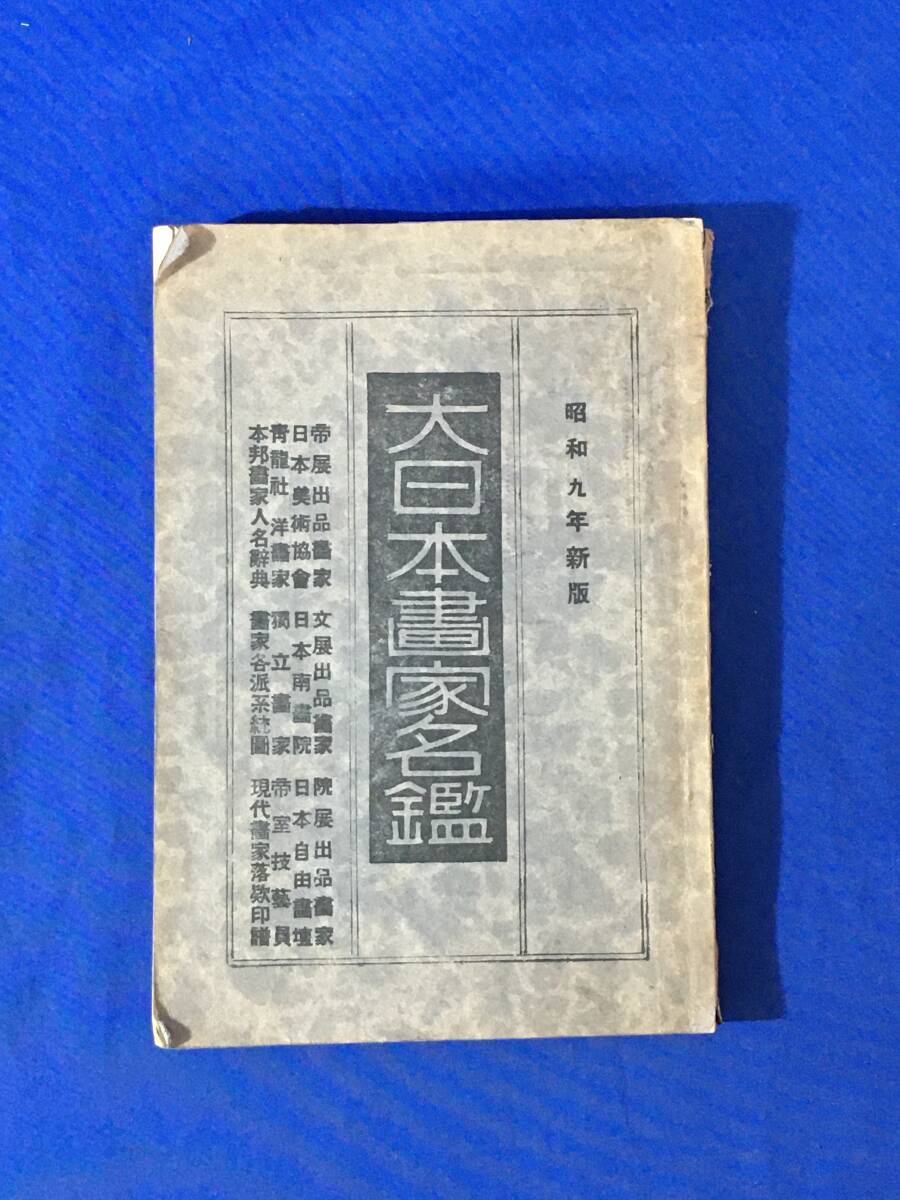 昭和九年新版
大日本畫家名鑑
帝展出品畫家 文展出品畫家 院展出品畫家
日本美術協會 日本南畫院 日本自由畫壇
靑龍社 洋畫家 獨立畫家 帝室技藝員
本邦畫家人名辭典 畫家各派系統圖 現代畫家落欵印譜